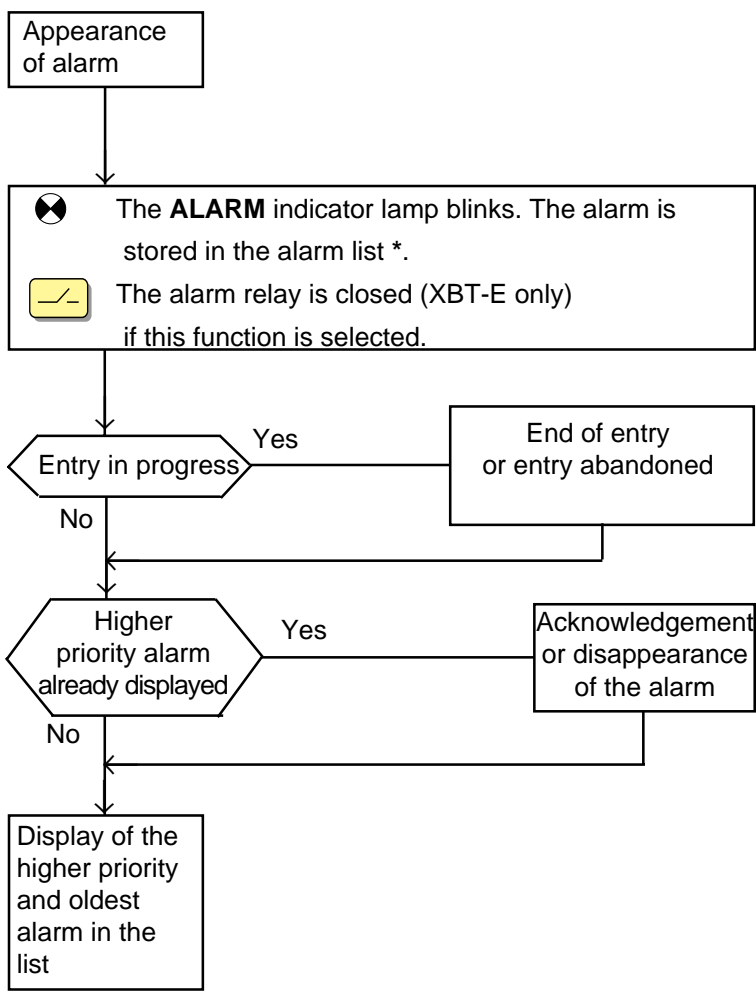 Appearance
of alarm
The ALARM indicator lamp blinks. The alarm is
stored in the alarm list *.
The alarm relay is closed (XBT-E only)
if this function is selected.
Entry in progress
Yes
End of entry
or entry abandoned
No
Higher
priority alarm
already displayed
Yes
Acknowledgement
or disappearance
of the alarm
No
Display of the
higher priority
and oldest
alarm in the
list